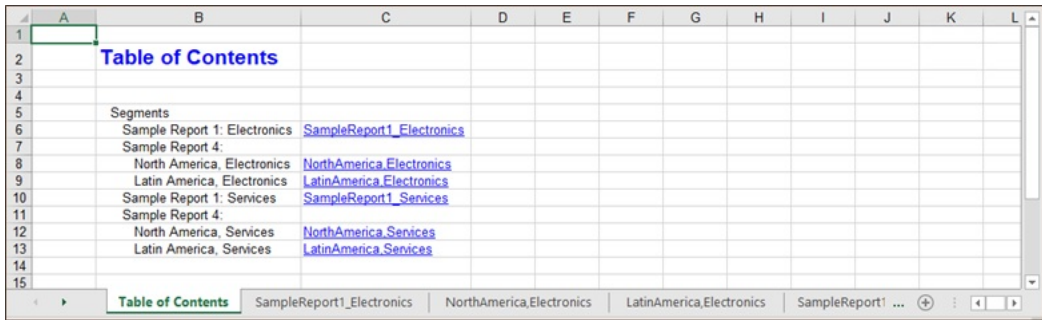 A B C D E F G H I J K L
1
2 Table of Contents
3
4
5 Segments
6 Sample Report 1: Electronics SampleReport1_Electronics
7 Sample Report 4:
8 North America, Electronics NorthAmerica,Electronics
9 Latin America, Electronics LatinAmerica,Electronics
10 Sample Report 1: Services SampleReport1_Services
11 Sample Report 4:
12 North America, Services NorthAmerica,Services
13 Latin America, Services LatinAmerica,Services
14
15
Table of Contents SampleReport1_Electronics NorthAmerica,Electronics LatinAmerica,Electronics SampleReport1 ...